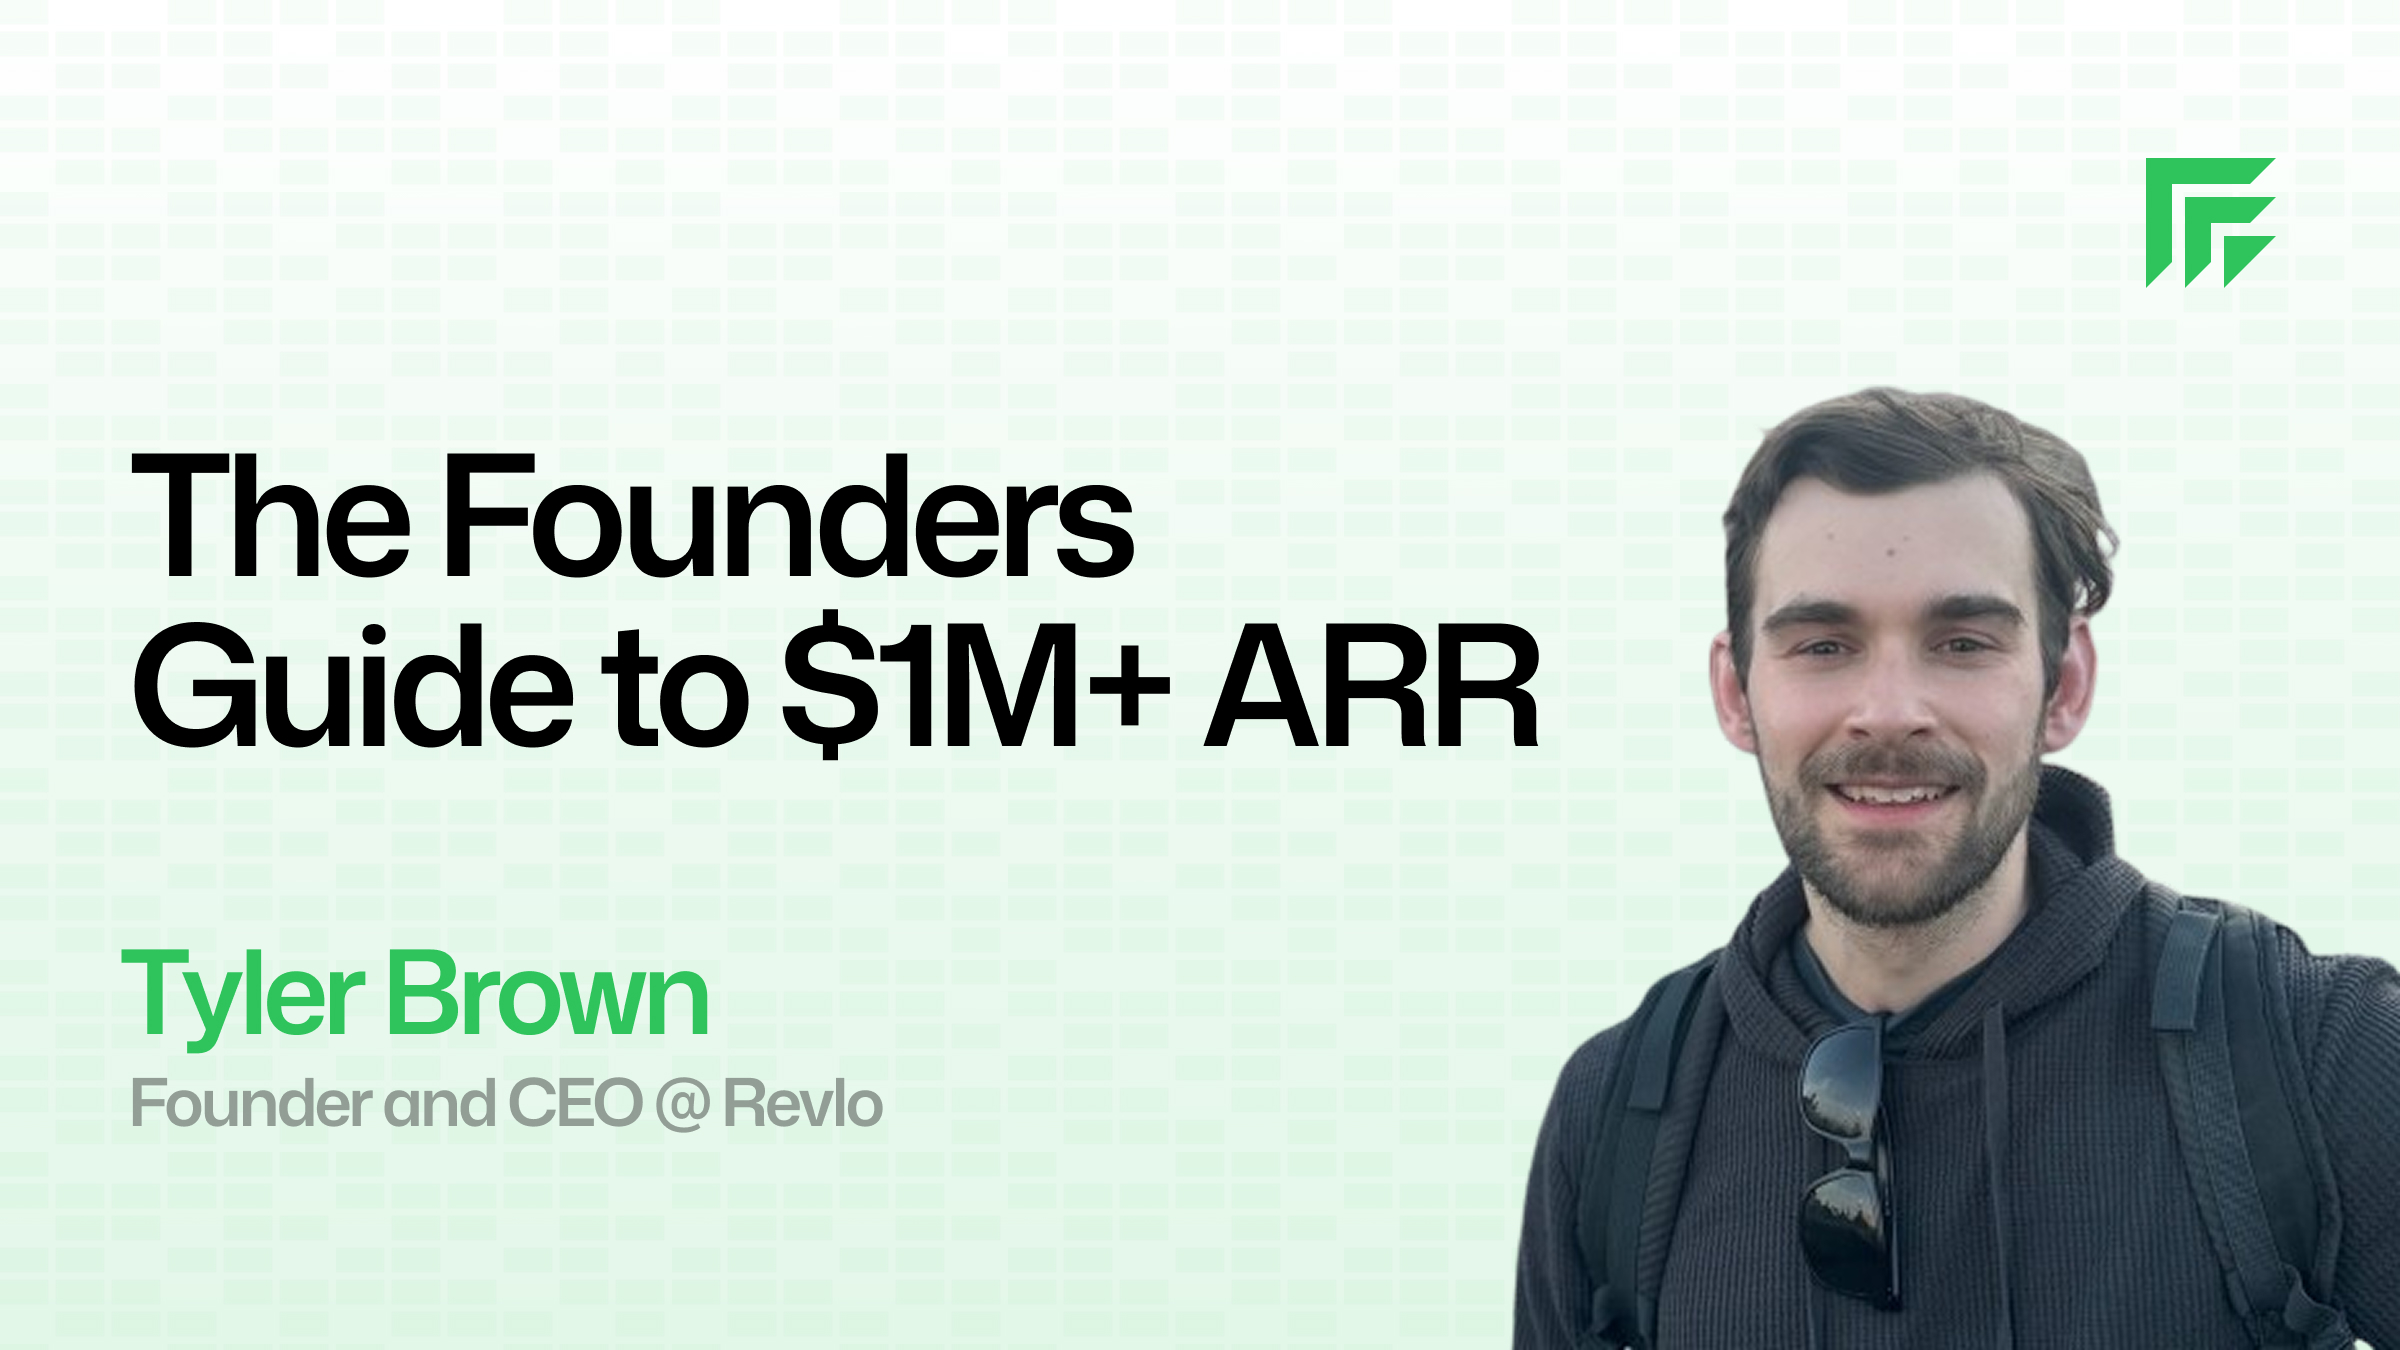 The Founders
Guide to $1M+ ARR
Tyler Brown
Founder and CEO @ Revlo